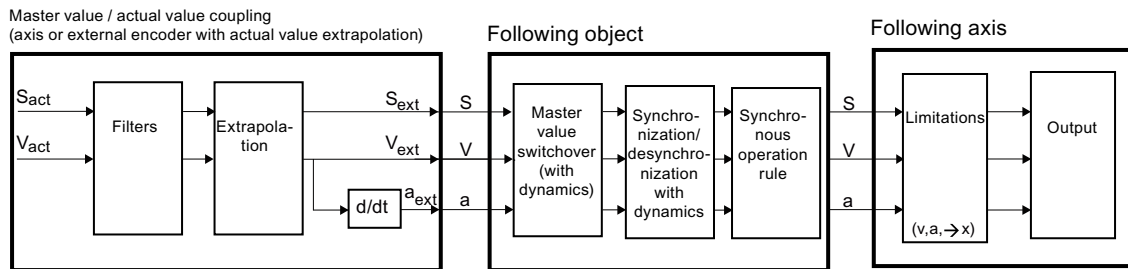 Master value / actual value coupling
(axis or external encoder with actual value extrapolation)
Following object
Following axis
Sact
Vact
Filters
Extrapola-
tion
d/dt
Sext
Vext
aext
S
V
a
Master
value
switchover
(with
dynamics)
Synchro-
nization/
desynchro-
nization
with
dynamics
Synchro-
nous
operation
rule
S
V
a
Limitations
(v,a,→x)
Output